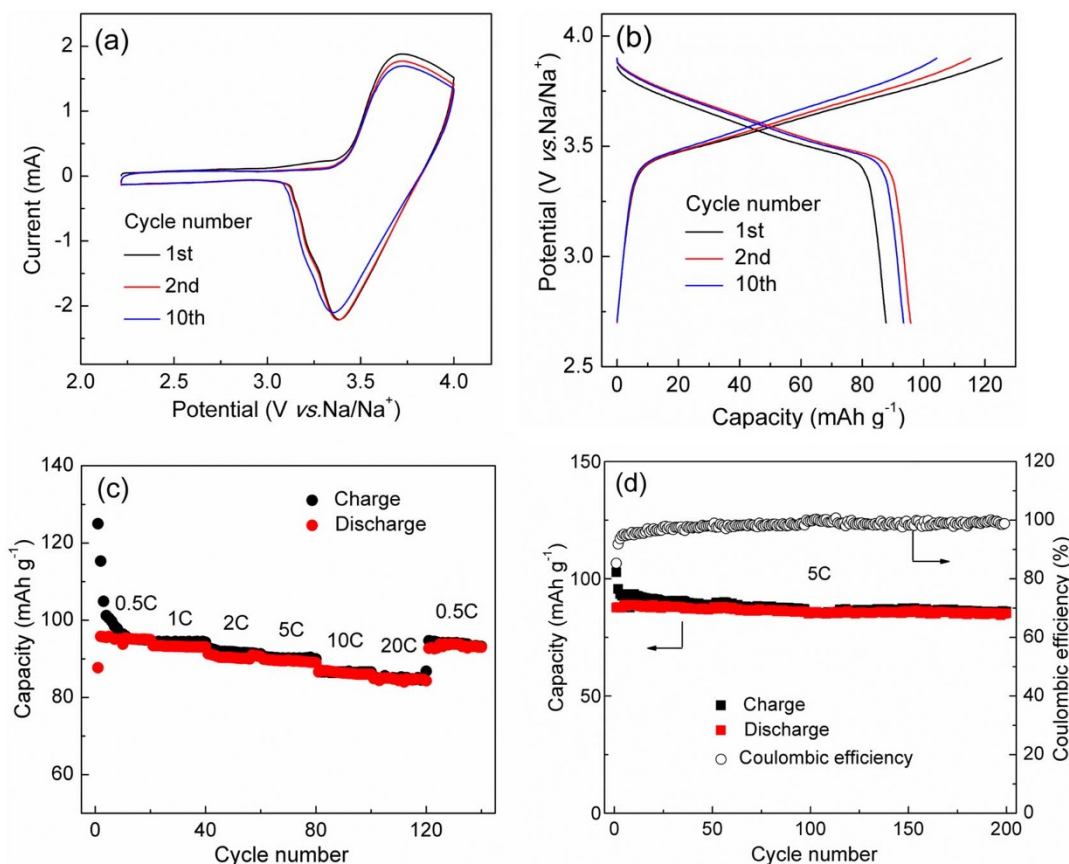 (a)
2
1
0
-1
-2
Current (mA)
Cycle number
1st
2nd
10th
2.0 2.5 3.0 3.5 4.0
Potential (V vs.Na/Na⁺)
(b)
4.0
3.5
3.0
2.5
Potential (V vs.Na/Na⁺)
Cycle number
1st
2nd
10th
0 20 40 60 80 100 120
Capacity (mAh g⁻¹)
(c)
140
120
100
80
60
Capacity (mAh g⁻¹)
Charge
Discharge
0.5C 1C 2C 5C 10C 20C 0.5C
0 40 80 120
Cycle number
(d)
150
100
50
0
Capacity (mAh g⁻¹)
5C
Charge
Discharge
Coulombic efficiency
120
100
80
60
40
20
0
Coulombic efficiency (%)
0 50 100 150 200
Cycle number